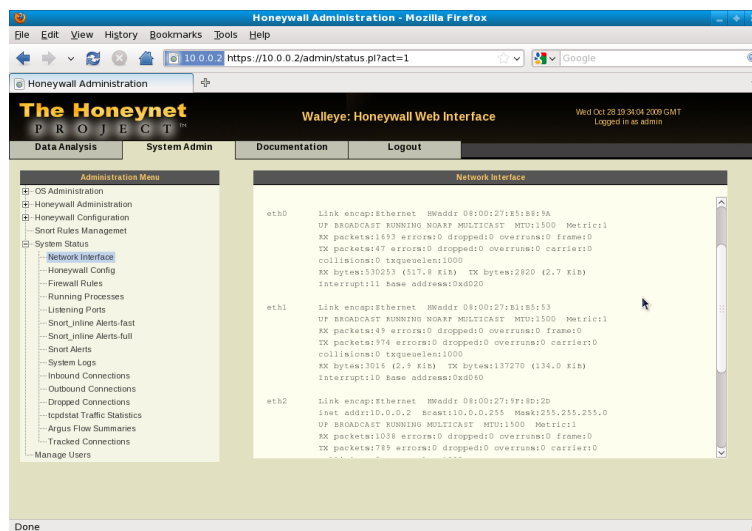 Honeywall Administration - Mozilla Firefox
File Edit View History Bookmarks Tools Help
10.0.0.2 https://10.0.0.2/admin/status.pl?act=1
Google
Honeywall Administration
The Honeynet
PROJECT™
Walleye: Honeywall Web Interface
Wed Oct 28 19:34:04 2009 GMT
Logged in as admin
Data Analysis System Admin Documentation Logout
Administration Menu
OS Administration
Honeywall Administration
Honeywall Configuration
Snort Rules Managemet
System Status
Network Interface
Honeywall Config
Firewall Rules
Running Processes
Listening Ports
Snort_inline Alerts-fast
Snort_inline Alerts-full
Snort Alerts
System Logs
Inbound Connections
Outbound Connections
Dropped Connections
tcpdstat Traffic Statistics
Argus Flow Summaries
Tracked Connections
Manage Users
Network Interface
eth0 Link encap:Ethernet HWaddr 08:00:27:E5:B8:9A
UP BROADCAST RUNNING NOARP MULTICAST MTU:1500 Metric:1
RX packets:1693 errors:0 dropped:0 overruns:0 frame:0
TX packets:47 errors:0 dropped:0 overruns:0 carrier:0
collisions:0 txqueuelen:1000
RX bytes:530253 (517.8 KiB) TX bytes:2820 (2.7 KiB)
Interrupt:11 Base address:0xd020
eth1 Link encap:Ethernet HWaddr 08:00:27:B1:B5:53
UP BROADCAST RUNNING NOARP MULTICAST MTU:1500 Metric:1
RX packets:49 errors:0 dropped:0 overruns:0 frame:0
TX packets:974 errors:0 dropped:0 overruns:0 carrier:0
collisions:0 txqueuelen:1000
RX bytes:3016 (2.9 KiB) TX bytes:137270 (134.0 KiB)
Interrupt:10 Base address:0xd060
eth2 Link encap:Ethernet HWaddr 08:00:27:9F:8D:2D
inet addr:10.0.0.2 Bcast:10.0.0.255 Mask:255.255.255.0
UP BROADCAST RUNNING MULTICAST MTU:1500 Metric:1
RX packets:1038 errors:0 dropped:0 overruns:0 frame:0
TX packets:789 errors:0 dropped:0 overruns:0 carrier:0
Done